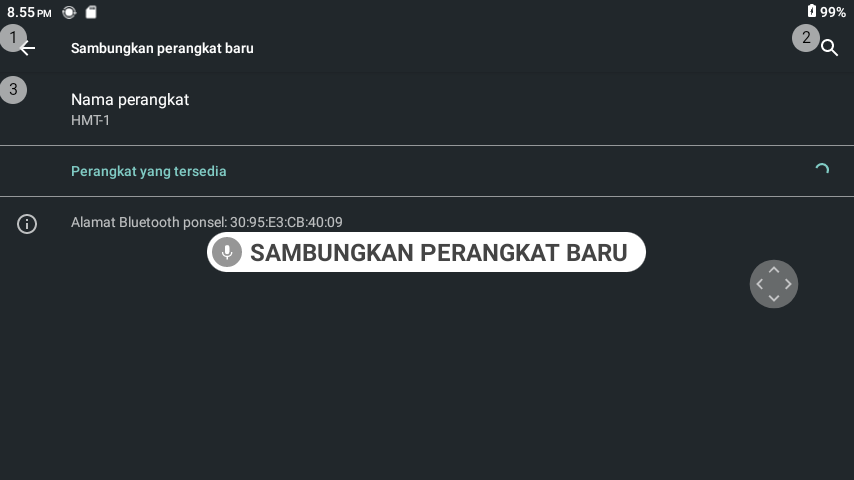 8.55 PM
99%
1
Sambungkan perangkat baru
2
3
Nama perangkat
HMT-1
Perangkat yang tersedia
Alamat Bluetooth ponsel: 30:95:E3:CB:40:09
SAMBUNGKAN PERANGKAT BARU